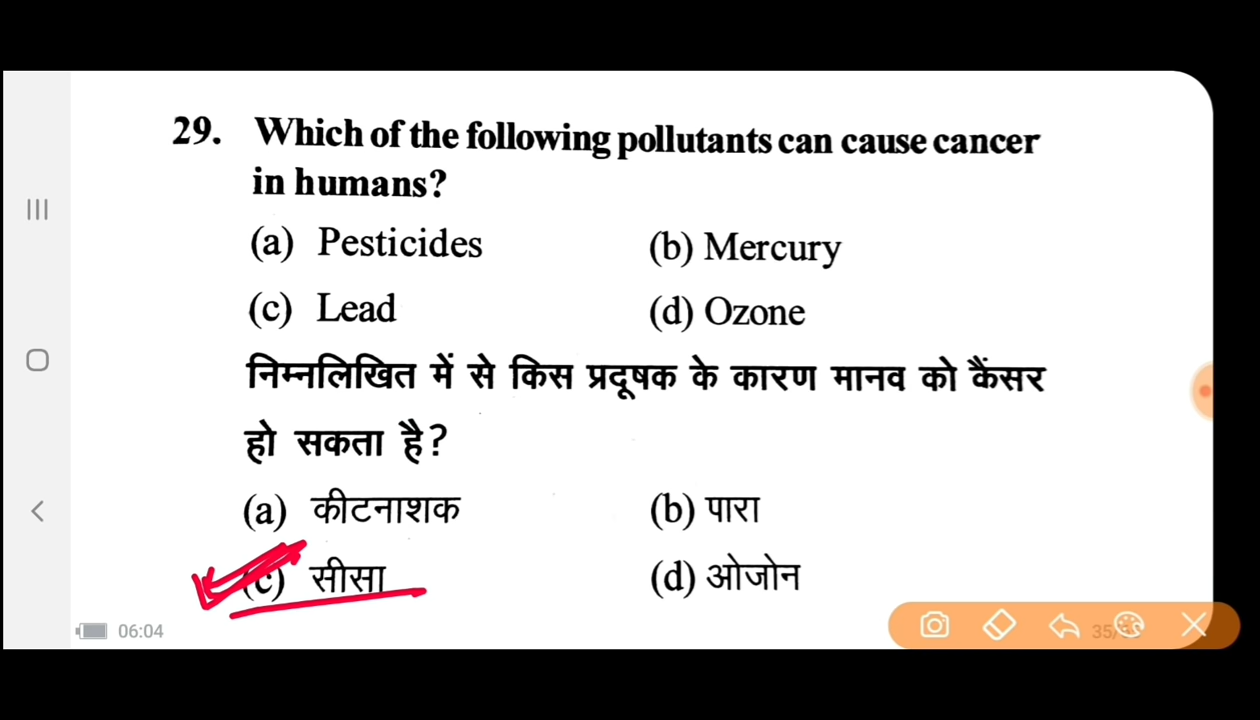 29. Which of the following pollutants can cause cancer
in humans?
(a) Pesticides (b) Mercury
(c) Lead (d) Ozone
निम्नलिखित में से किस प्रदूषक के कारण मानव को कैंसर
हो सकता है?
(a) कीटनाशक (b) पारा
(c) सीसा (d) ओजोन
06:04